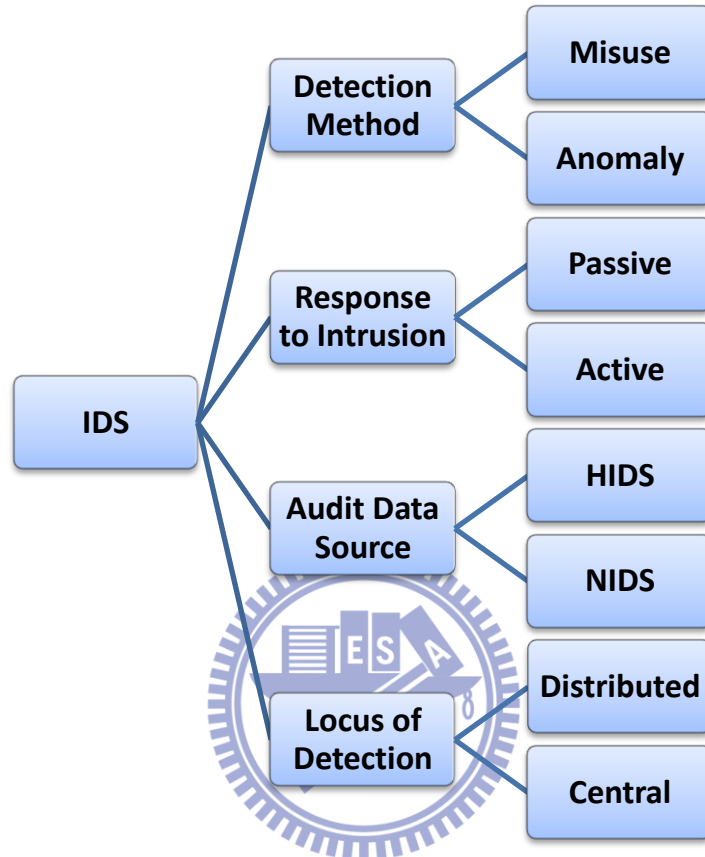 IDS
Detection
Method
Misuse
Anomaly
Response
to Intrusion
Passive
Active
Audit Data
Source
HIDS
NIDS
Locus of
Detection
Distributed
Central
E S A